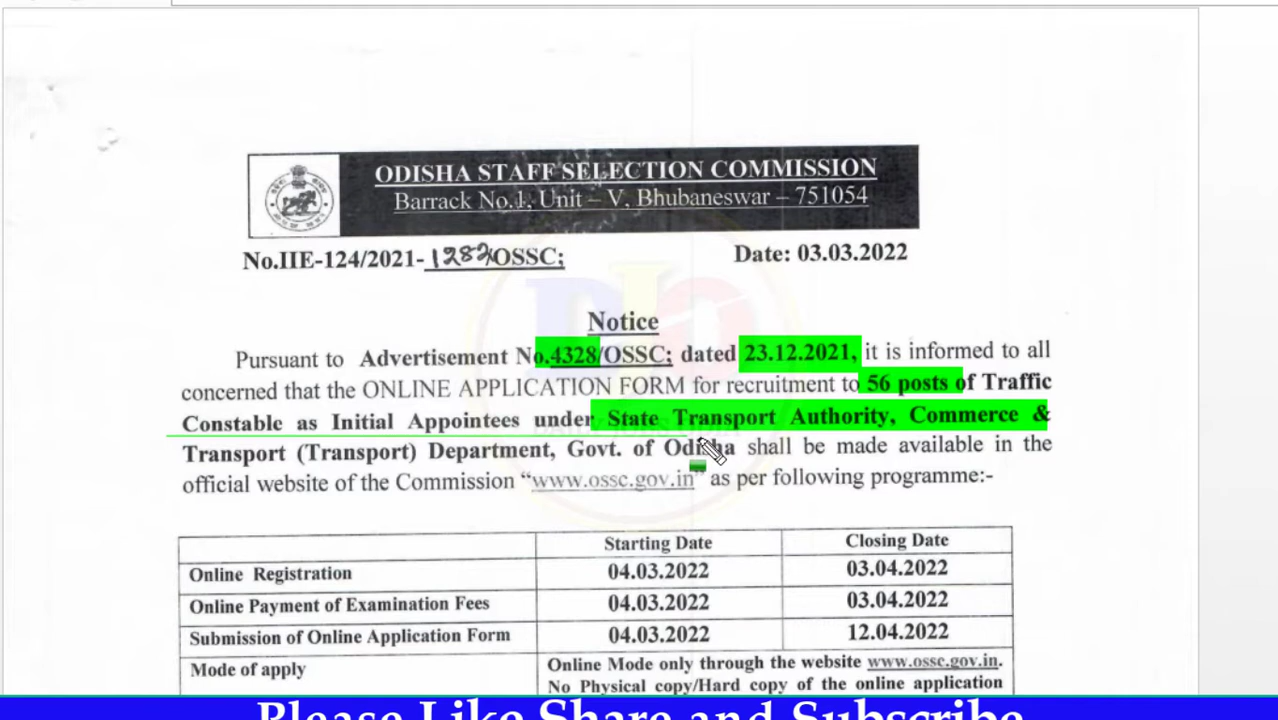 ODISHA STAFF SELECTION COMMISSION
Barrack No.1, Unit – V, Bhubaneswar – 751054
No.IIE-124/2021-1282/OSSC;
Date: 03.03.2022
Notice
Pursuant to Advertisement No.4328/OSSC; dated 23.12.2021, it is informed to all
concerned that the ONLINE APPLICATION FORM for recruitment to 56 posts of Traffic
Constable as Initial Appointees under State Transport Authority, Commerce &
Transport (Transport) Department, Govt. of Odisha shall be made available in the
official website of the Commission “www.ossc.gov.in” as per following programme:-
Starting Date Closing Date
Online Registration 04.03.2022 03.04.2022
Online Payment of Examination Fees 04.03.2022 03.04.2022
Submission of Online Application Form 04.03.2022 12.04.2022
Mode of apply Online Mode only through the website www.ossc.gov.in.
No Physical copy/Hard copy of the online application
Please Like Share and Subscribe